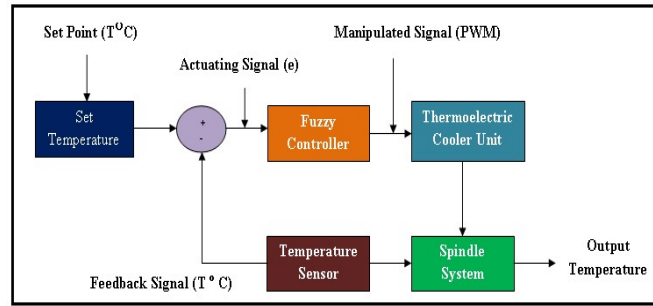 Set Point (T°C)
Manipulated Signal (PWM)
Actuating Signal (e)
Set
Temperature
+
-
Fuzzy
Controller
Thermoelectric
Cooler Unit
Feedback Signal (T° C)
Temperature
Sensor
Spindle
System
Output
Temperature